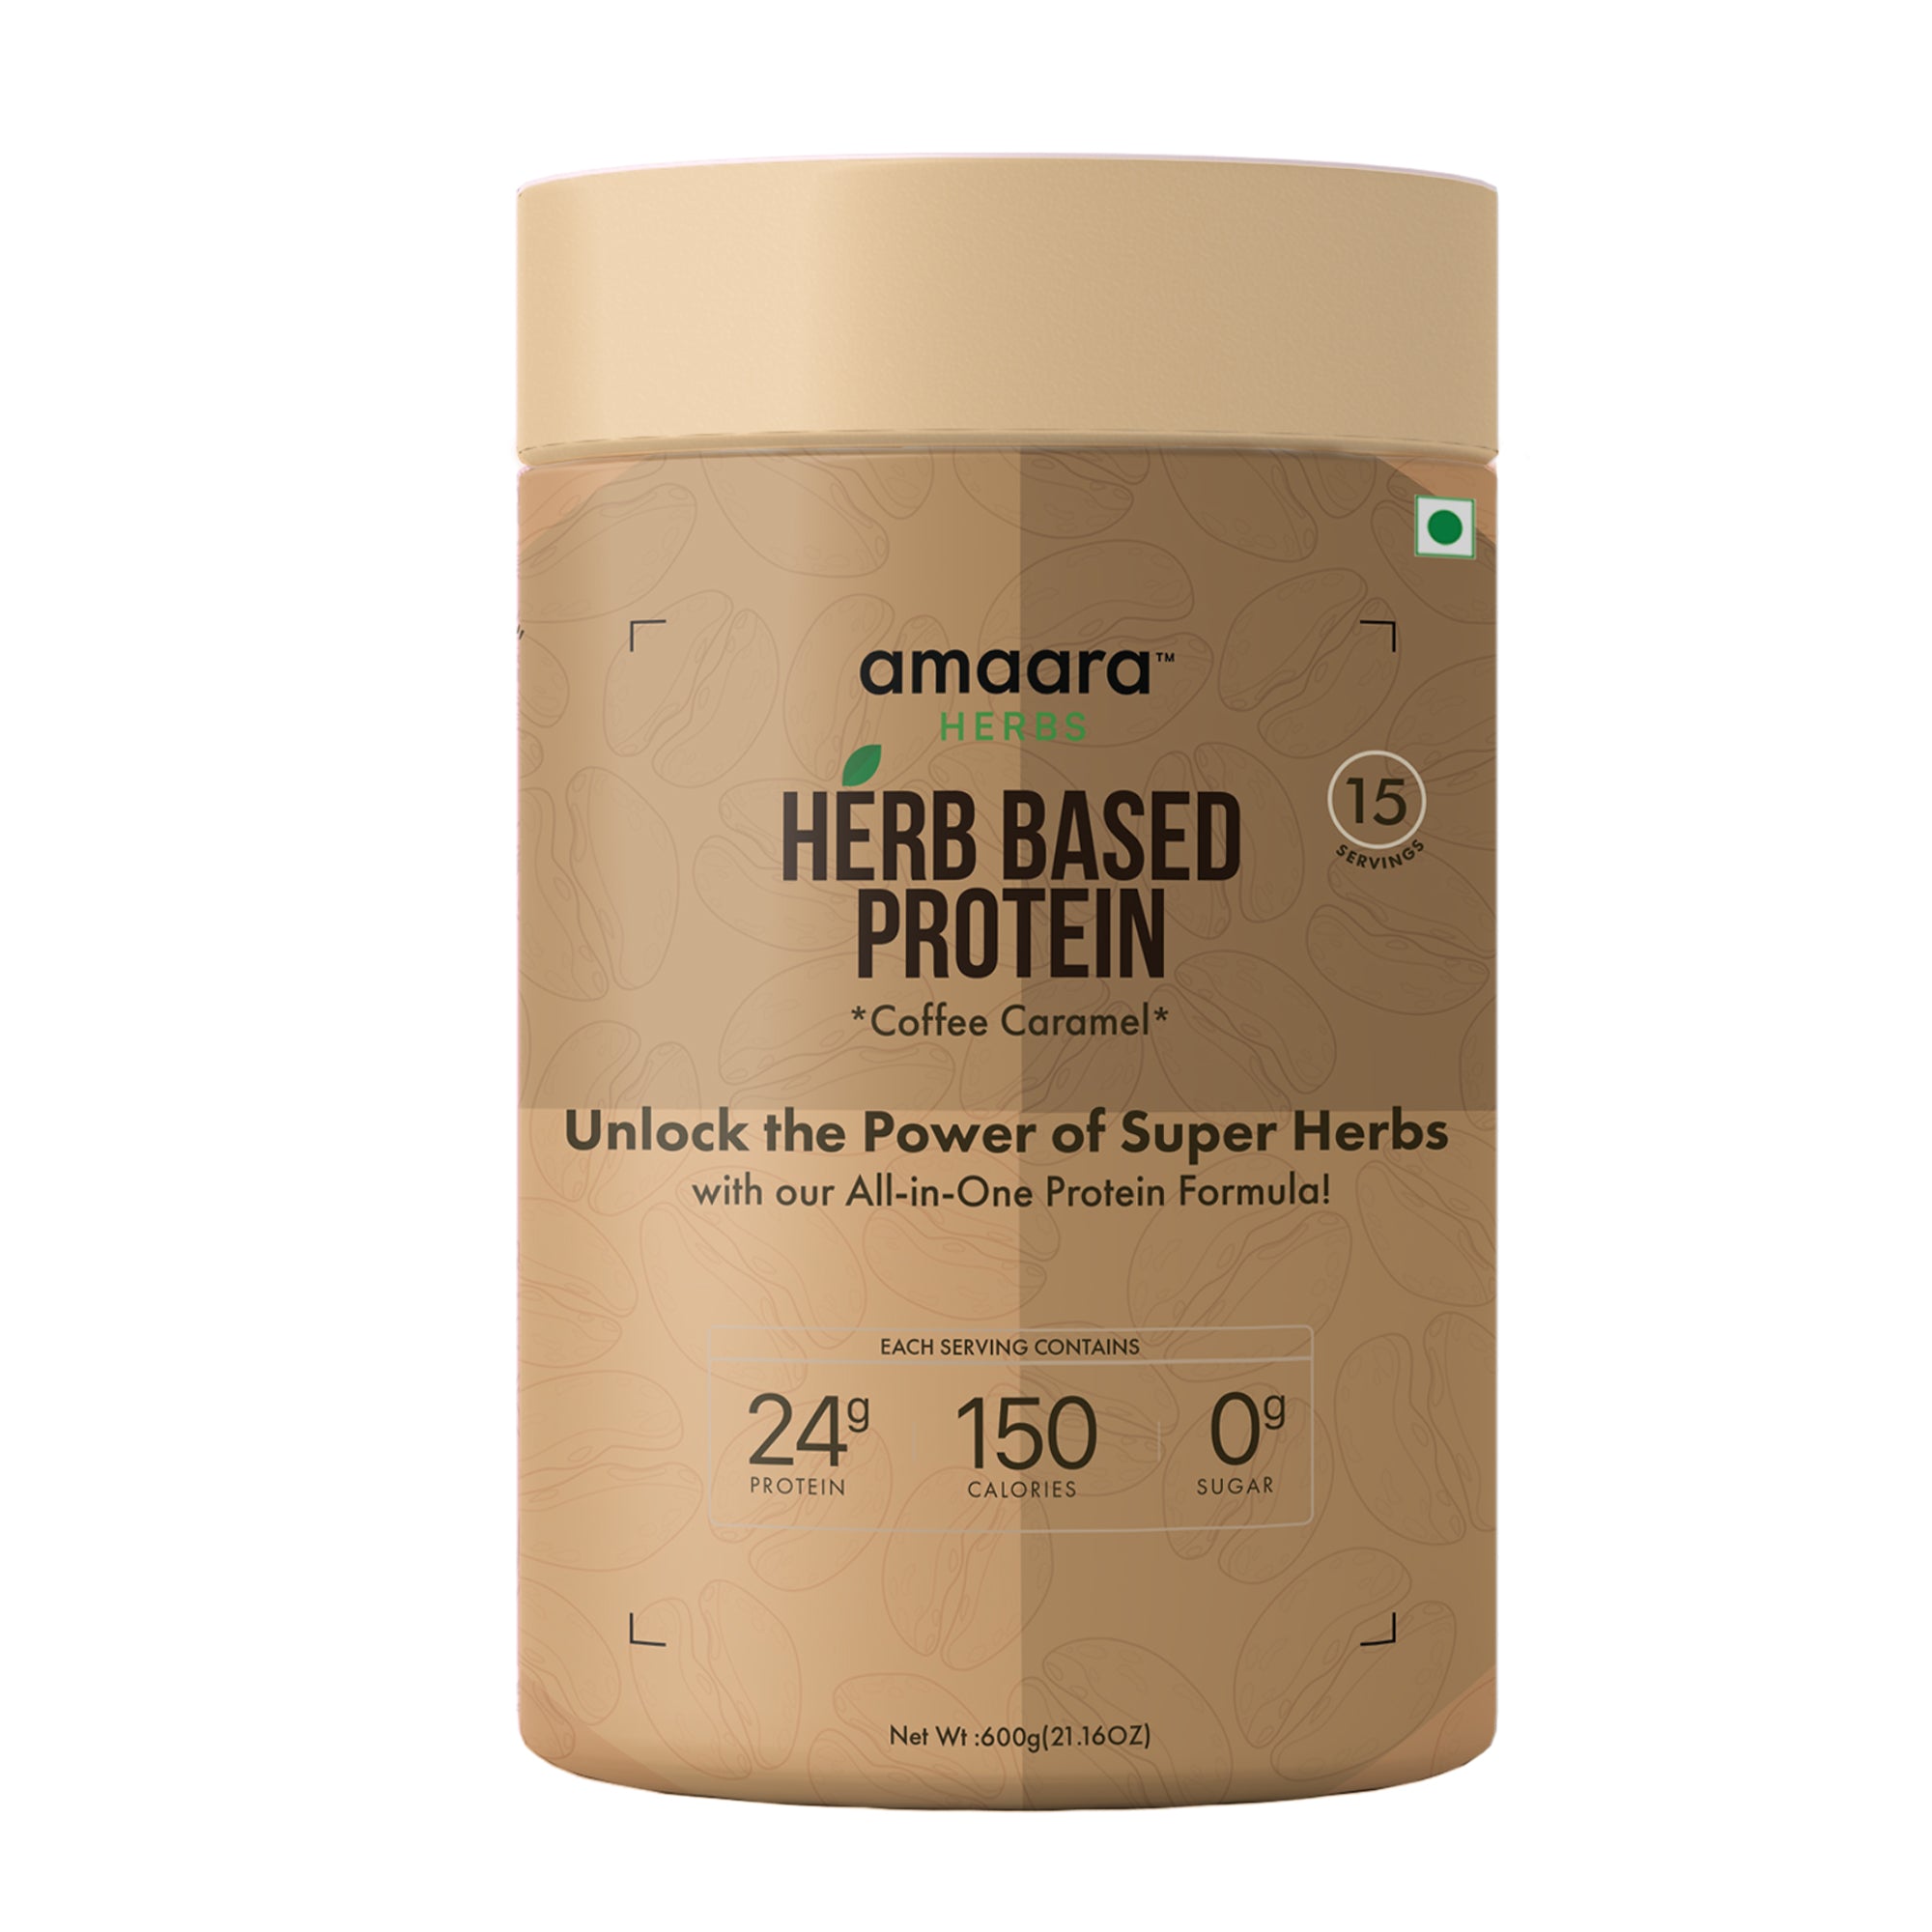 amaara™
HERBS
HERB BASED
PROTEIN
*Coffee Caramel*
15
SERVINGS
Unlock the Power of Super Herbs
with our All-in-One Protein Formula!
EACH SERVING CONTAINS
24g
PROTEIN
150
CALORIES
0g
SUGAR
Net Wt :600g(21.16OZ)